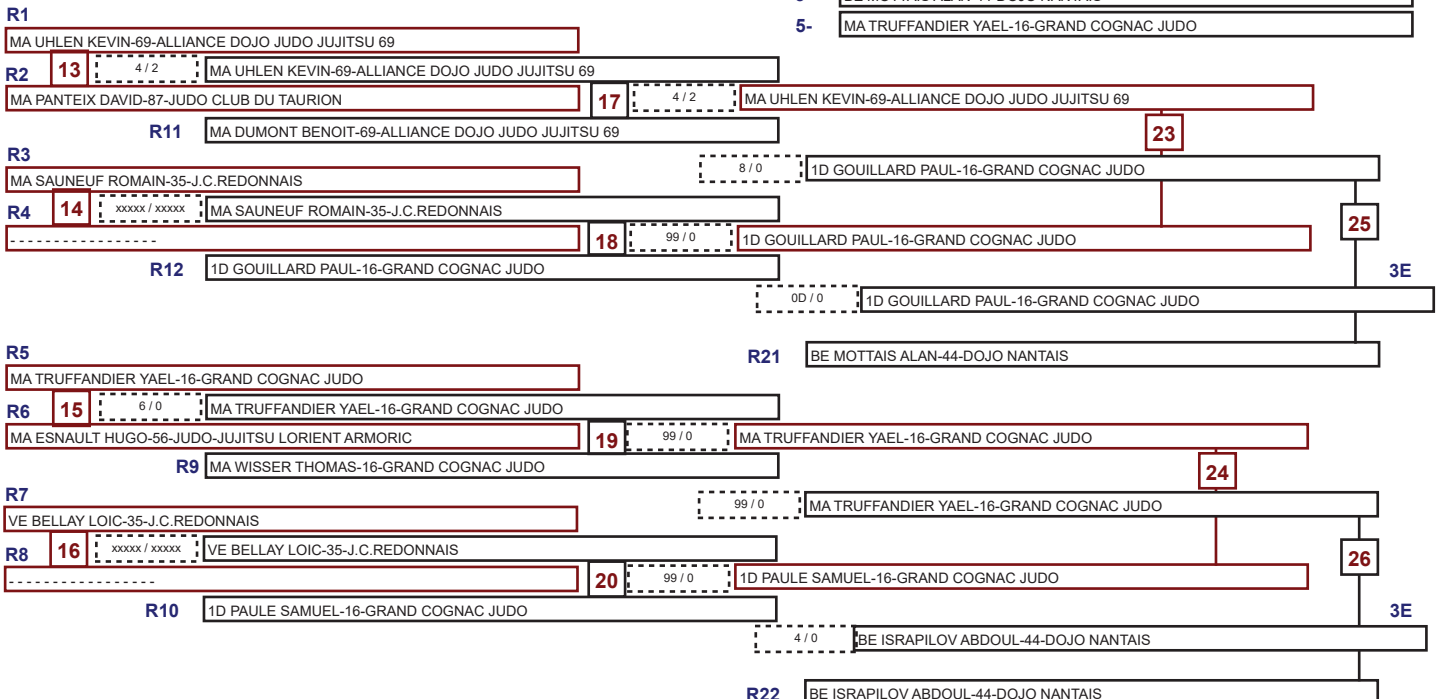 R1
5- MA TRUFFANDIER YAEL-16-GRAND COGNAC JUDO
MA UHLEN KEVIN-69-ALLIANCE DOJO JUDO JUJITSU 69
R2 13 4 / 2 MA UHLEN KEVIN-69-ALLIANCE DOJO JUDO JUJITSU 69
MA PANTEIX DAVID-87-JUDO CLUB DU TAURION 17 4 / 2 MA UHLEN KEVIN-69-ALLIANCE DOJO JUDO JUJITSU 69
R11 MA DUMONT BENOIT-69-ALLIANCE DOJO JUDO JUJITSU 69 23
R3
8 / 0 1D GOUILLARD PAUL-16-GRAND COGNAC JUDO
MA SAUNEUF ROMAIN-35-J.C.REDONNAIS
R4 14 xxxxx / xxxxx MA SAUNEUF ROMAIN-35-J.C.REDONNAIS 25
- - - - - - - - - - - - - - - - - 18 99 / 0 1D GOUILLARD PAUL-16-GRAND COGNAC JUDO
R12 1D GOUILLARD PAUL-16-GRAND COGNAC JUDO 3E
0D / 0 1D GOUILLARD PAUL-16-GRAND COGNAC JUDO
R5
R21 BE MOTTAIS ALAN-44-DOJO NANTAIS
MA TRUFFANDIER YAEL-16-GRAND COGNAC JUDO
R6 15 6 / 0 MA TRUFFANDIER YAEL-16-GRAND COGNAC JUDO
MA ESNAULT HUGO-56-JUDO-JUJITSU LORIENT ARMORIC 19 99 / 0 MA TRUFFANDIER YAEL-16-GRAND COGNAC JUDO
R9 MA WISSER THOMAS-16-GRAND COGNAC JUDO 24
R7
99 / 0 MA TRUFFANDIER YAEL-16-GRAND COGNAC JUDO
VE BELLAY LOIC-35-J.C.REDONNAIS
R8 16 xxxxx / xxxxx VE BELLAY LOIC-35-J.C.REDONNAIS 26
- - - - - - - - - - - - - - - - - 20 99 / 0 1D PAULE SAMUEL-16-GRAND COGNAC JUDO
R10 1D PAULE SAMUEL-16-GRAND COGNAC JUDO 3E
4 / 0 BE ISRAPILOV ABDOUL-44-DOJO NANTAIS
R22 BE ISRAPILOV ABDOUL-44-DOJO NANTAIS